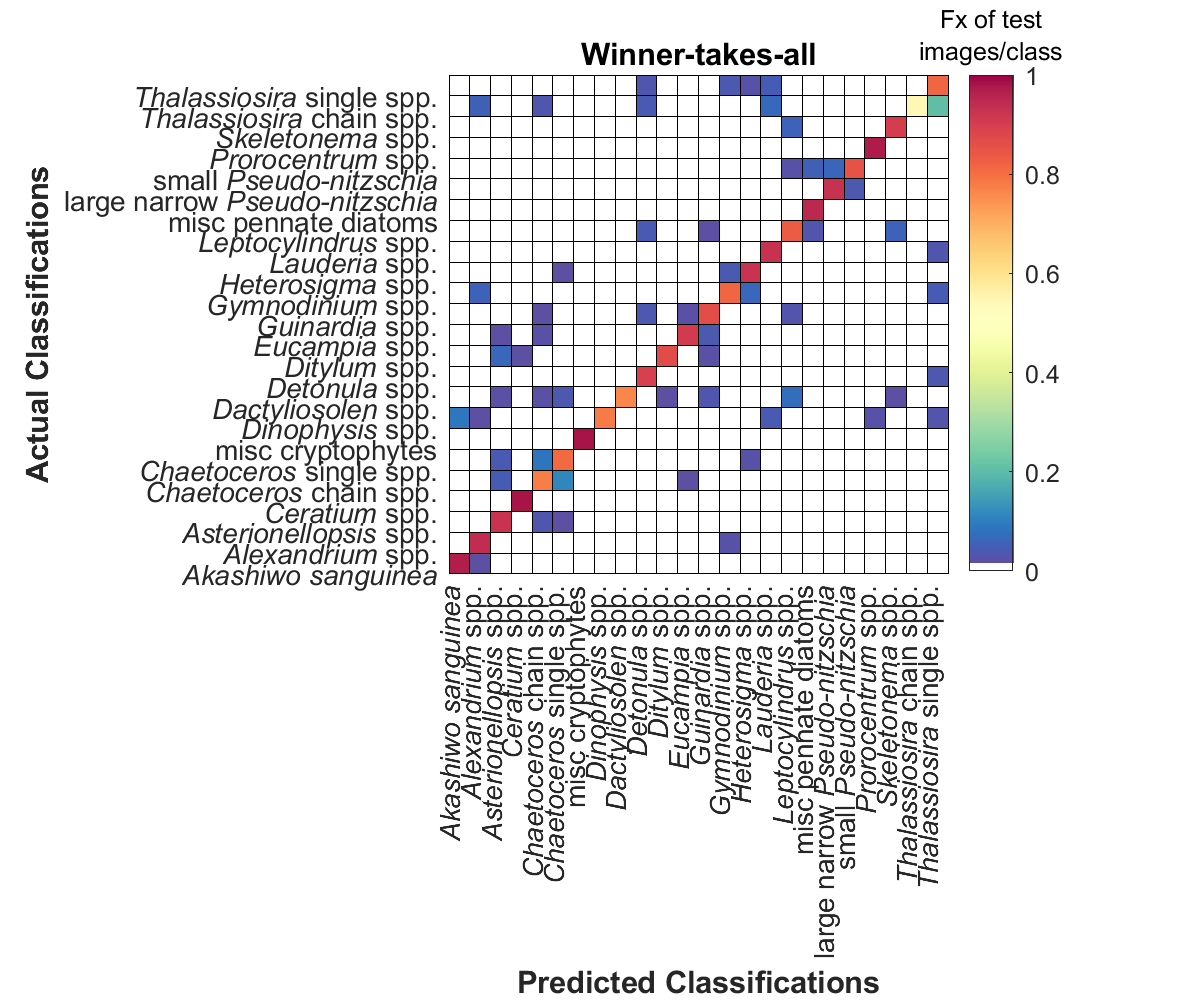 Fx of test
images/class
Winner-takes-all
Thalassiosira single spp.
Thalassiosira chain spp.
Skeletonema spp.
Prorocentrum spp.
small Pseudo-nitzschia
large narrow Pseudo-nitzschia
misc pennate diatoms
Leptocylindrus spp.
Lauderia spp.
Heterosigma spp.
Gymnodinium spp.
Guinardia spp.
Eucampia spp.
Ditylum spp.
Detonula spp.
Dactyliosolen spp.
Dinophysis spp.
misc cryptophytes
Chaetoceros single spp.
Chaetoceros chain spp.
Ceratium spp.
Asterionellopsis spp.
Alexandrium spp.
Akashiwo sanguinea
Actual Classifications
1
0.8
0.6
0.4
0.2
0
Akashiwo sanguinea
Alexandrium spp.
Asterionellopsis spp.
Ceratium spp.
Chaetoceros chain spp.
Chaetoceros single spp.
misc cryptophytes
Dinophysis spp.
Dactyliosolen spp.
Detonula spp.
Ditylum spp.
Eucampia spp.
Guinardia spp.
Gymnodinium spp.
Heterosigma spp.
Lauderia spp.
Leptocylindrus spp.
misc pennate diatoms
large narrow Pseudo-nitzschia
small Pseudo-nitzschia
Prorocentrum spp.
Skeletonema spp.
Thalassiosira chain spp.
Thalassiosira single spp.
Predicted Classifications